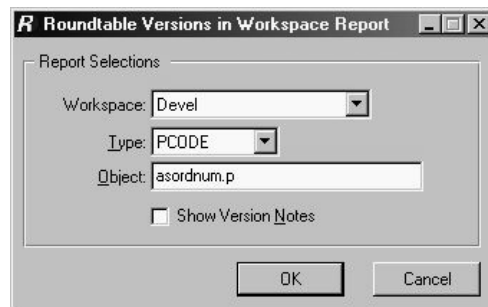 R Roundtable Versions in Workspace Report
Report Selections
Workspace: Devel
Type: PCODE
Object: asordnum.p
Show Version Notes
OK Cancel